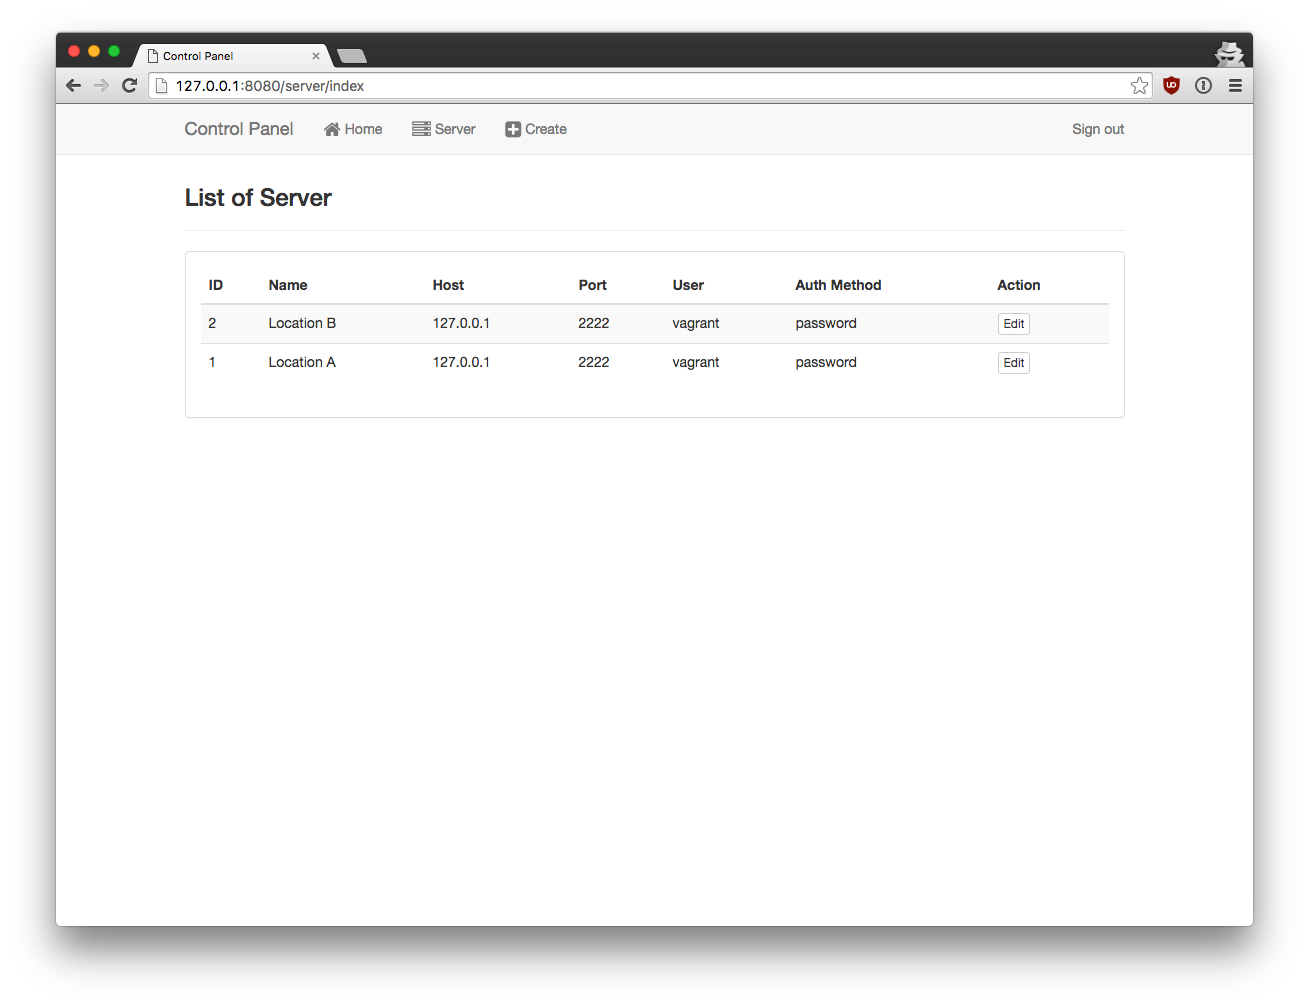 Control Panel
127.0.0.1:8080/server/index
Control Panel Home Server Create Sign out
List of Server
ID Name Host Port User Auth Method Action
2 Location B 127.0.0.1 2222 vagrant password Edit
1 Location A 127.0.0.1 2222 vagrant password Edit